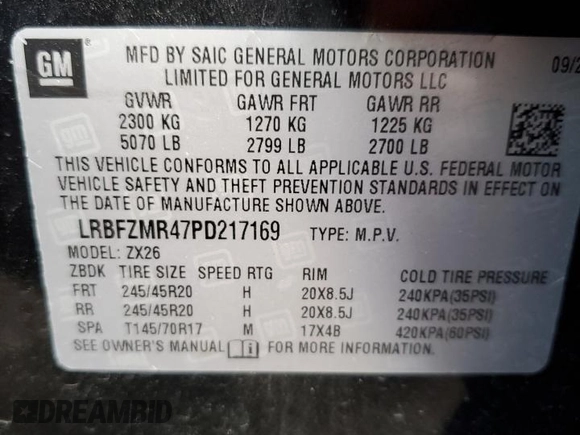 GM
MFD BY SAIC GENERAL MOTORS CORPORATION
LIMITED FOR GENERAL MOTORS LLC
09/2
GVWR GAWR FRT GAWR RR
2300 KG 1270 KG 1225 KG
5070 LB 2799 LB 2700 LB
THIS VEHICLE CONFORMS TO ALL APPLICABLE U.S. FEDERAL MOTOR
VEHICLE SAFETY AND THEFT PREVENTION STANDARDS IN EFFECT ON
THE DATE OF MANUFACTURE SHOWN ABOVE.
LRBFZMR47PD217169 TYPE: M.P.V.
MODEL: ZX26
ZBDK TIRE SIZE SPEED RTG RIM COLD TIRE PRESSURE
FRT 245/45R20 H 20X8.5J 240KPA(35PSI)
RR 245/45R20 H 20X8.5J 240KPA(35PSI)
SPA T145/70R17 M 17X4B 420KPA(60PSI)
SEE OWNER'S MANUAL i FOR MORE INFORMATION.
DREAMBID